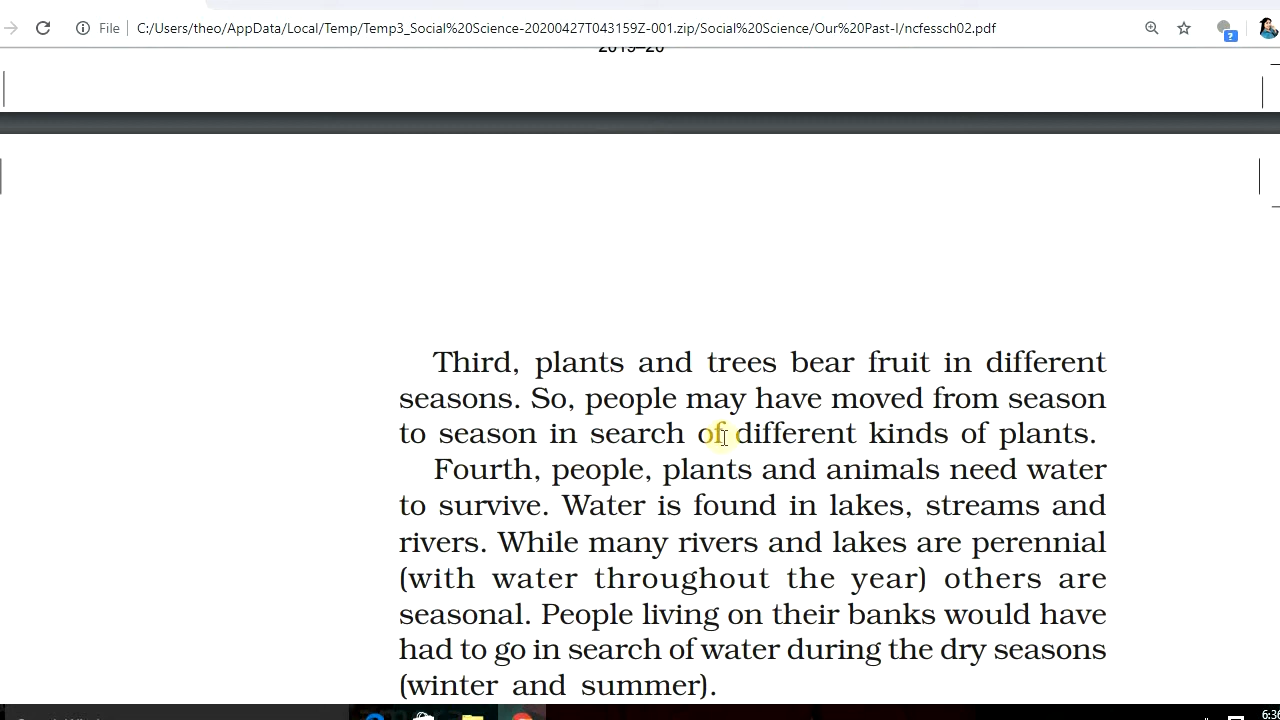 File
C:/Users/theo/AppData/Local/Temp/Temp3_Social%20Science-20200427T043159Z-001.zip/Social%20Science/Our%20Past-I/ncfessch02.pdf
2019–20
Third, plants and trees bear fruit in different
seasons. So, people may have moved from season
to season in search of different kinds of plants.
Fourth, people, plants and animals need water
to survive. Water is found in lakes, streams and
rivers. While many rivers and lakes are perennial
(with water throughout the year) others are
seasonal. People living on their banks would have
had to go in search of water during the dry seasons
(winter and summer).